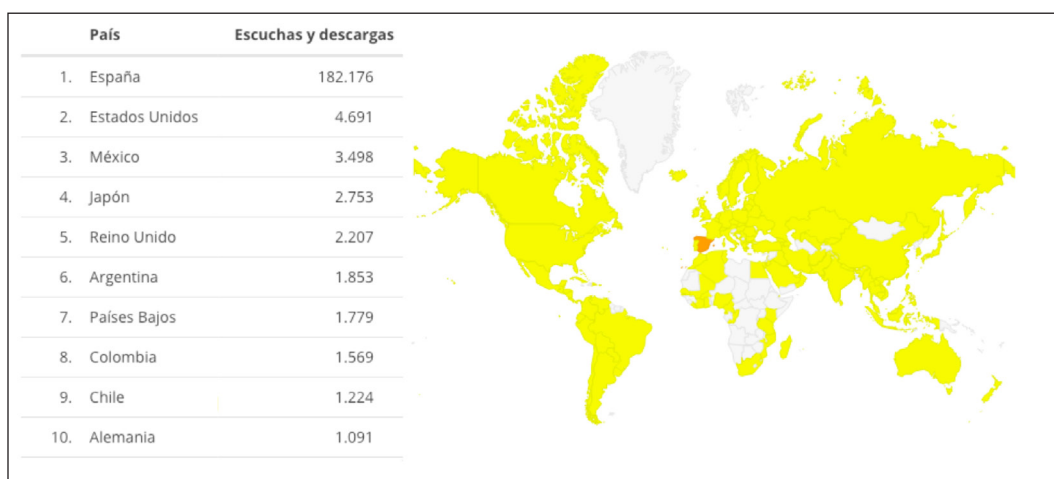 País Escuchas y descargas
1. España 182.176
2. Estados Unidos 4.691
3. México 3.498
4. Japón 2.753
5. Reino Unido 2.207
6. Argentina 1.853
7. Países Bajos 1.779
8. Colombia 1.569
9. Chile 1.224
10. Alemania 1.091